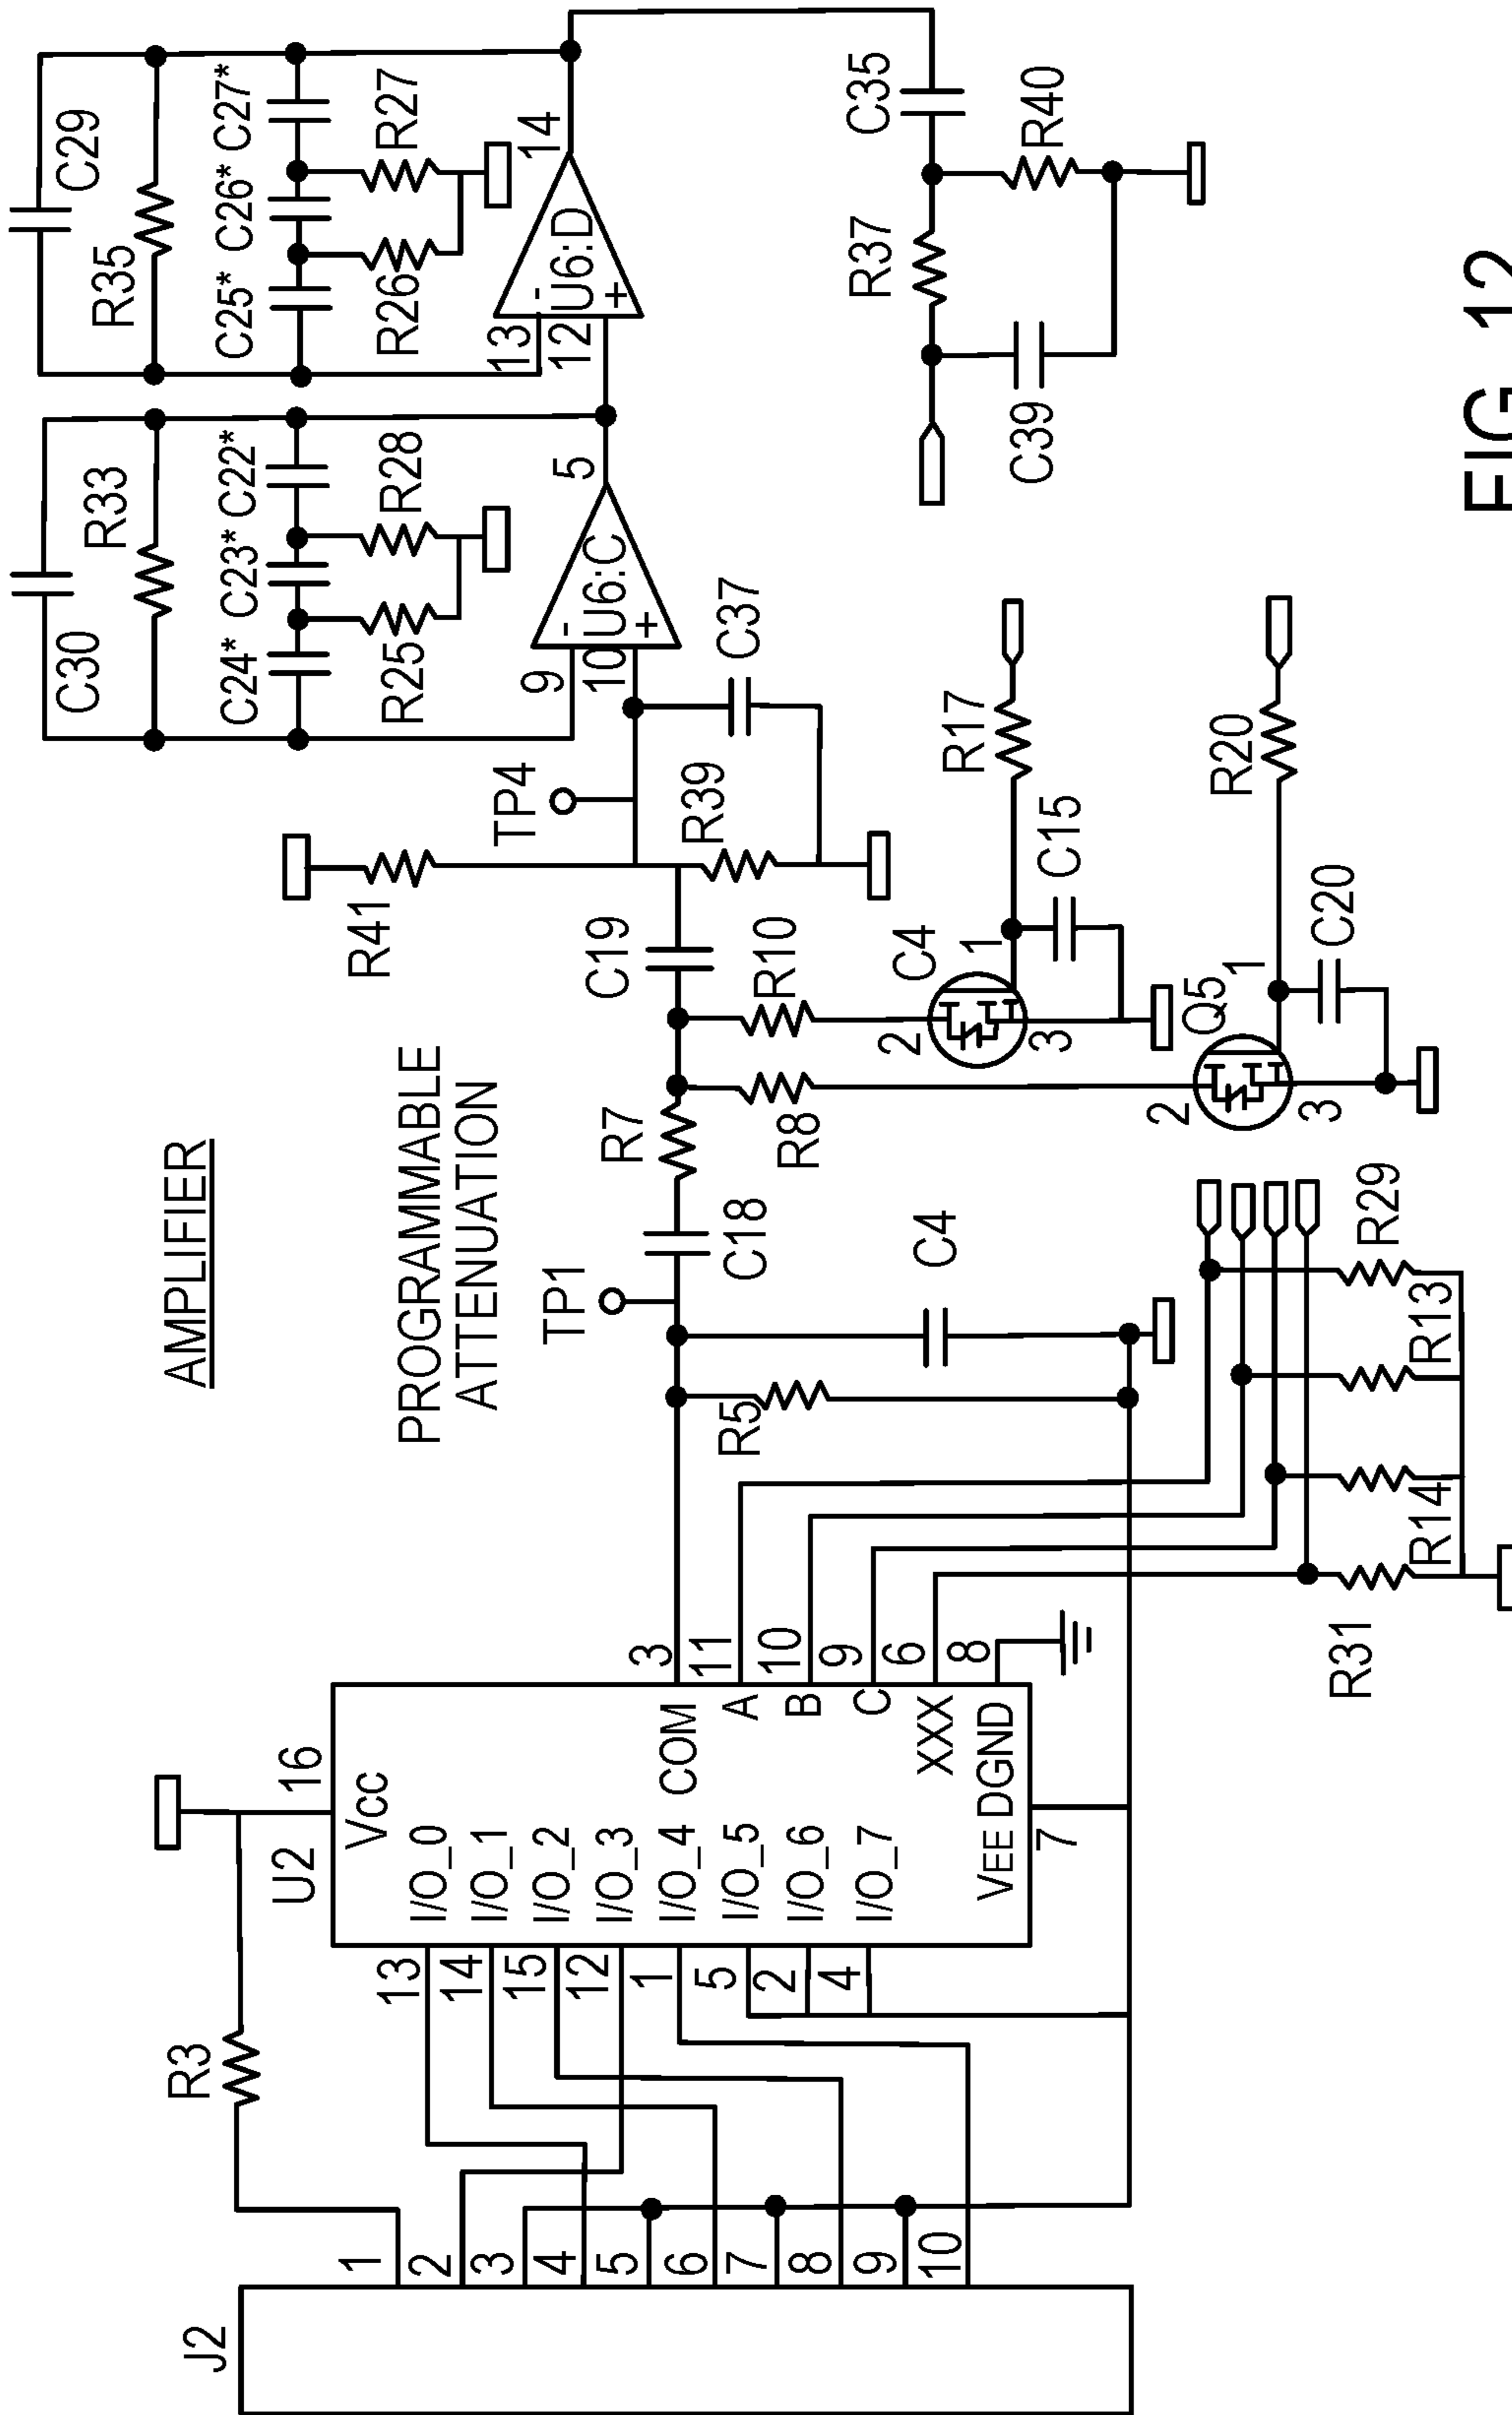 AMPLIFIER
PROGRAMMABLE
ATTENUATION
J2
1
2
3
4
5
6
7
8
9
10
R3
U2
16
Vcc
13
14
15
12
1
5
2
4
I/O_0
I/O_1
I/O_2
I/O_3
I/O_4
I/O_5
I/O_6
I/O_7
COM
A
B
C
XXX
DGND
VEE
7
3
11
10
9
6
8
R31
R14
R13
R29
R5
C4
TP1
C18
R7
R8
R10
C19
R41
TP4
R39
C37
2
C4
1
3
C15
R17
2
Q5
1
3
C20
R20
C30
R33
C24*
C23*
C22*
R25
R28
9
10
-
U6:C
+
5
C29
R35
C25*
C26*
C27*
R26
R27
13
12
-
U6:D
+
14
C35
R37
R40
C39
FIG. 12